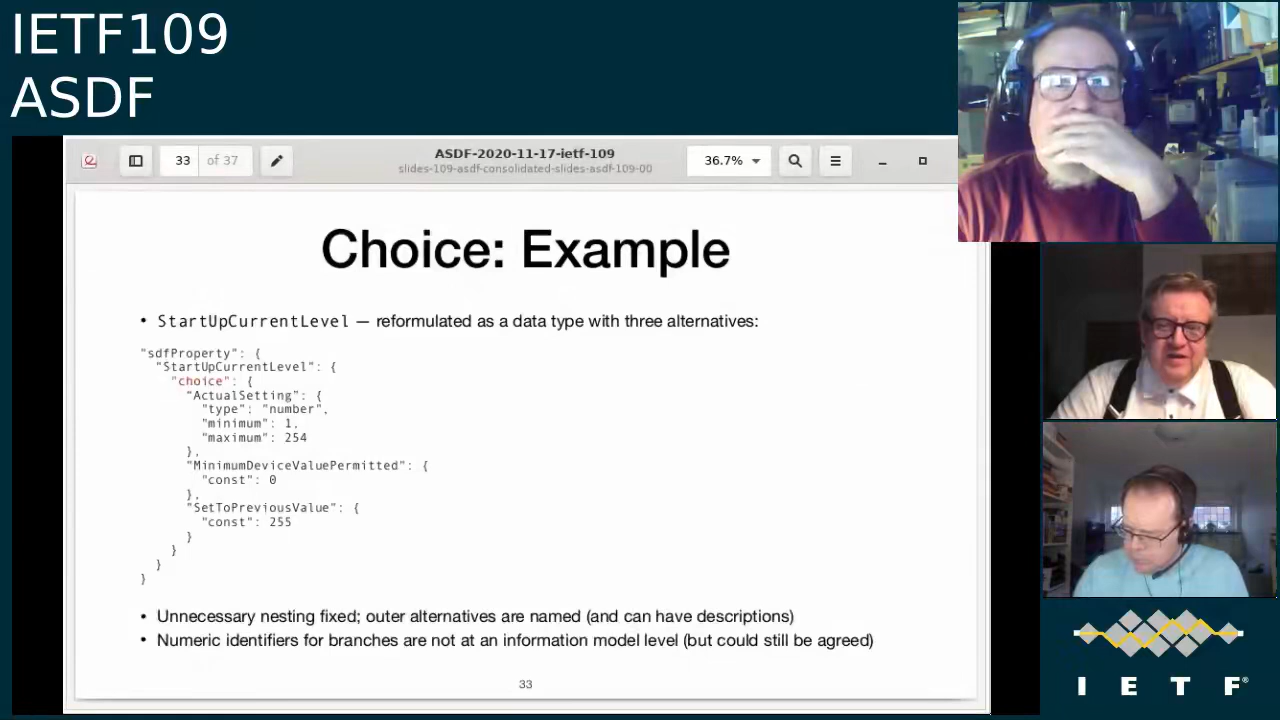 IETF109
ASDF
33 of 37
ASDF-2020-11-17-ietf-109
slides-109-asdf-consolidated-slides-asdf-109-00
36.7%
Choice: Example
• StartUpCurrentLevel — reformulated as a data type with three alternatives:
"sdfProperty": {
"StartUpCurrentLevel": {
"choice": {
"ActualSetting": {
"type": "number",
"minimum": 1,
"maximum": 254
},
"MinimumDeviceValuePermitted": {
"const": 0
},
"SetToPreviousValue": {
"const": 255
}
}
}
}
• Unnecessary nesting fixed; outer alternatives are named (and can have descriptions)
• Numeric identifiers for branches are not at an information model level (but could still be agreed)
33
I E T F®